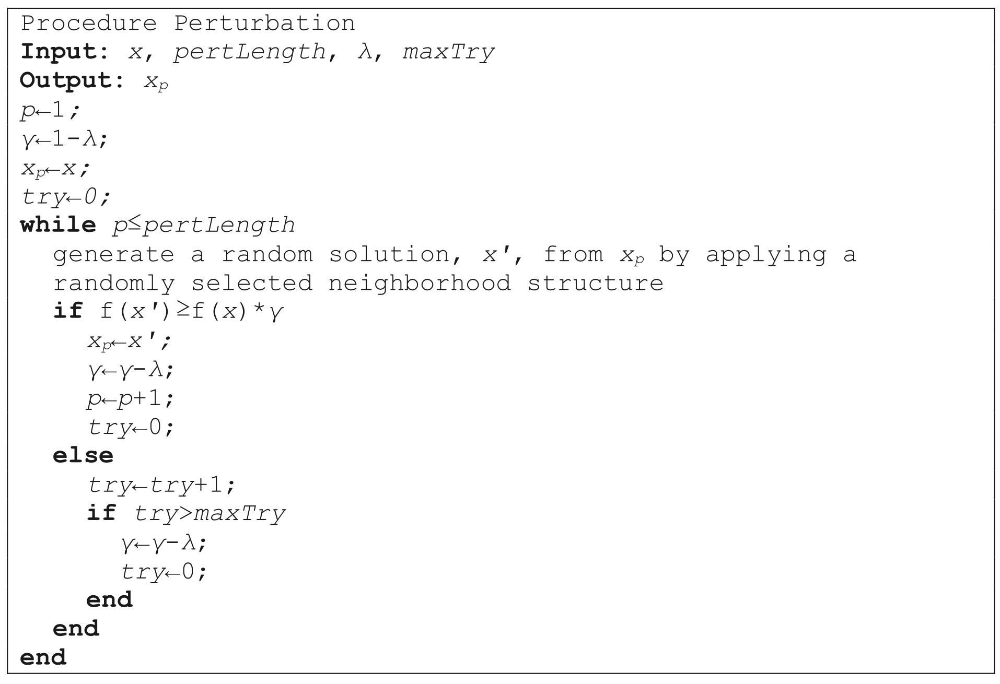 Procedure Perturbation
Input: x, pertLength, λ, maxTry
Output: xₚ
p←1;
γ←1-λ;
xₚ←x;
try←0;
while p≤pertLength
generate a random solution, x', from xₚ by applying a
randomly selected neighborhood structure
if f(x')≥f(x)*γ
xₚ←x';
γ←γ-λ;
p←p+1;
try←0;
else
try←try+1;
if try>maxTry
γ←γ-λ;
try←0;
end
end
end